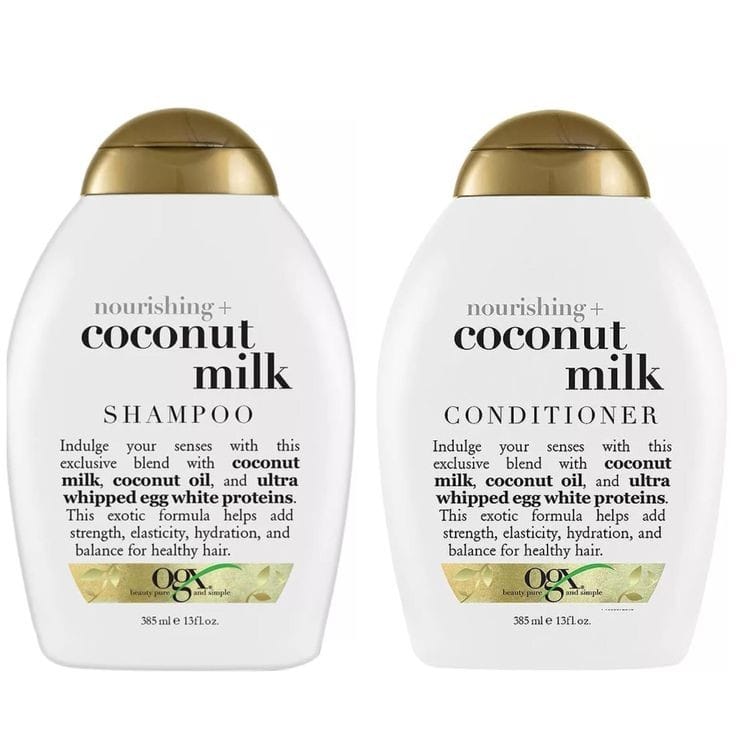 nourishing +
coconut
milk
SHAMPOO
Indulge your senses with this
exclusive blend with coconut
milk, coconut oil, and ultra
whipped egg white proteins.
This exotic formula helps add
strength, elasticity, hydration, and
balance for healthy hair.
ogx
beauty pure and simple
385 ml e 13fl.oz.
nourishing +
coconut
milk
CONDITIONER
Indulge your senses with this
exclusive blend with coconut
milk, coconut oil, and ultra
whipped egg white proteins.
This exotic formula helps add
strength, elasticity, hydration, and
balance for healthy hair.
ogx
beauty pure and simple
385 ml e 13fl.oz.